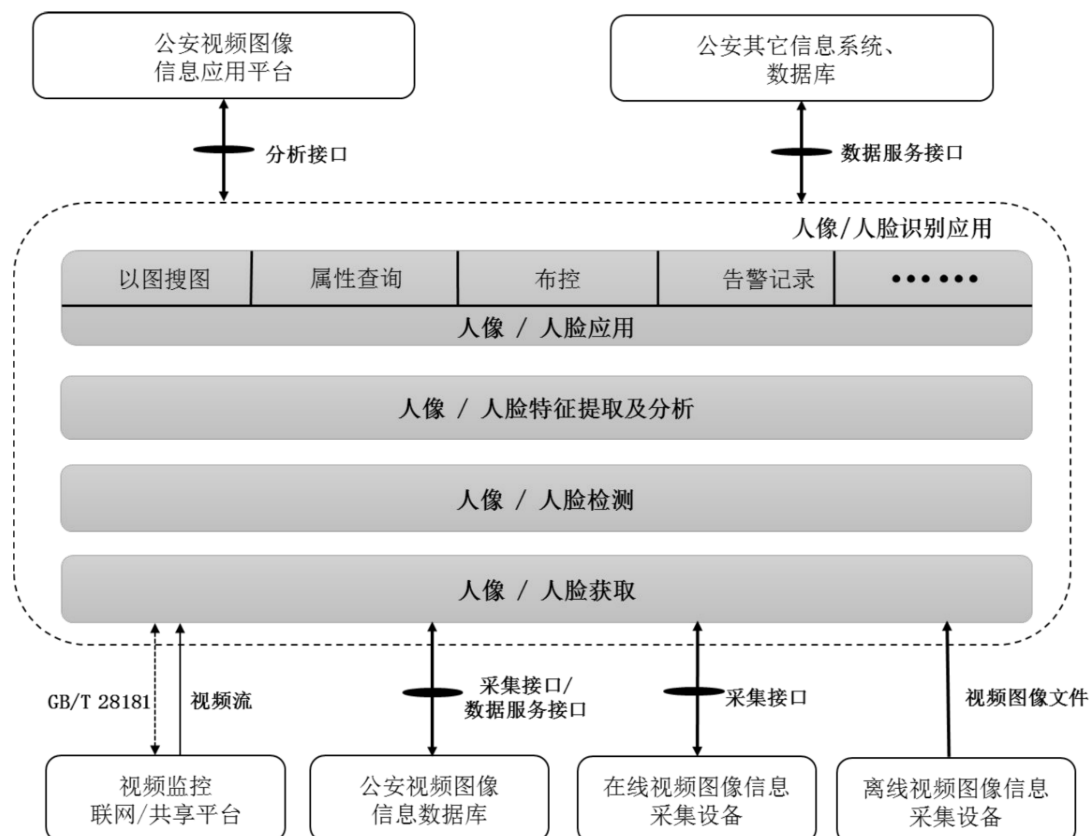 公安视频图像
信息应用平台
公安其它信息系统、
数据库
分析接口
数据服务接口
人像/人脸识别应用
以图搜图
属性查询
布控
告警记录
••••••
人像 / 人脸应用
人像 / 人脸特征提取及分析
人像 / 人脸检测
人像 / 人脸获取
GB/T 28181
视频流
采集接口/
数据服务接口
采集接口
视频图像文件
视频监控
联网/共享平台
公安视频图像
信息数据库
在线视频图像信息
采集设备
离线视频图像信息
采集设备